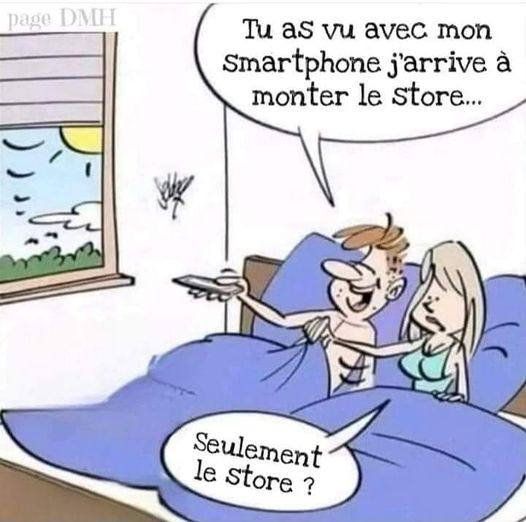 page DMH
Tu as vu avec mon
smartphone j'arrive à
monter le store...
Seulement
le store ?